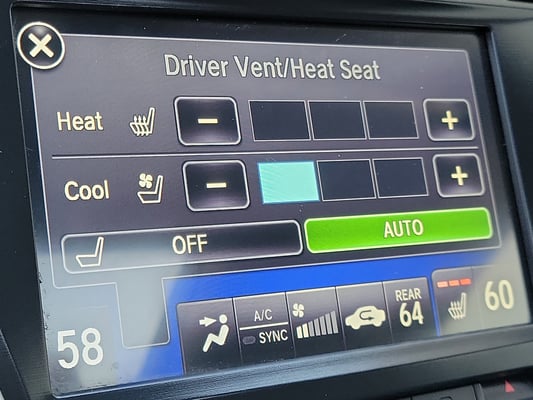 Driver Vent/Heat Seat
Heat - +
Cool - +
OFF AUTO
A/C
SYNC
REAR
64
58
60